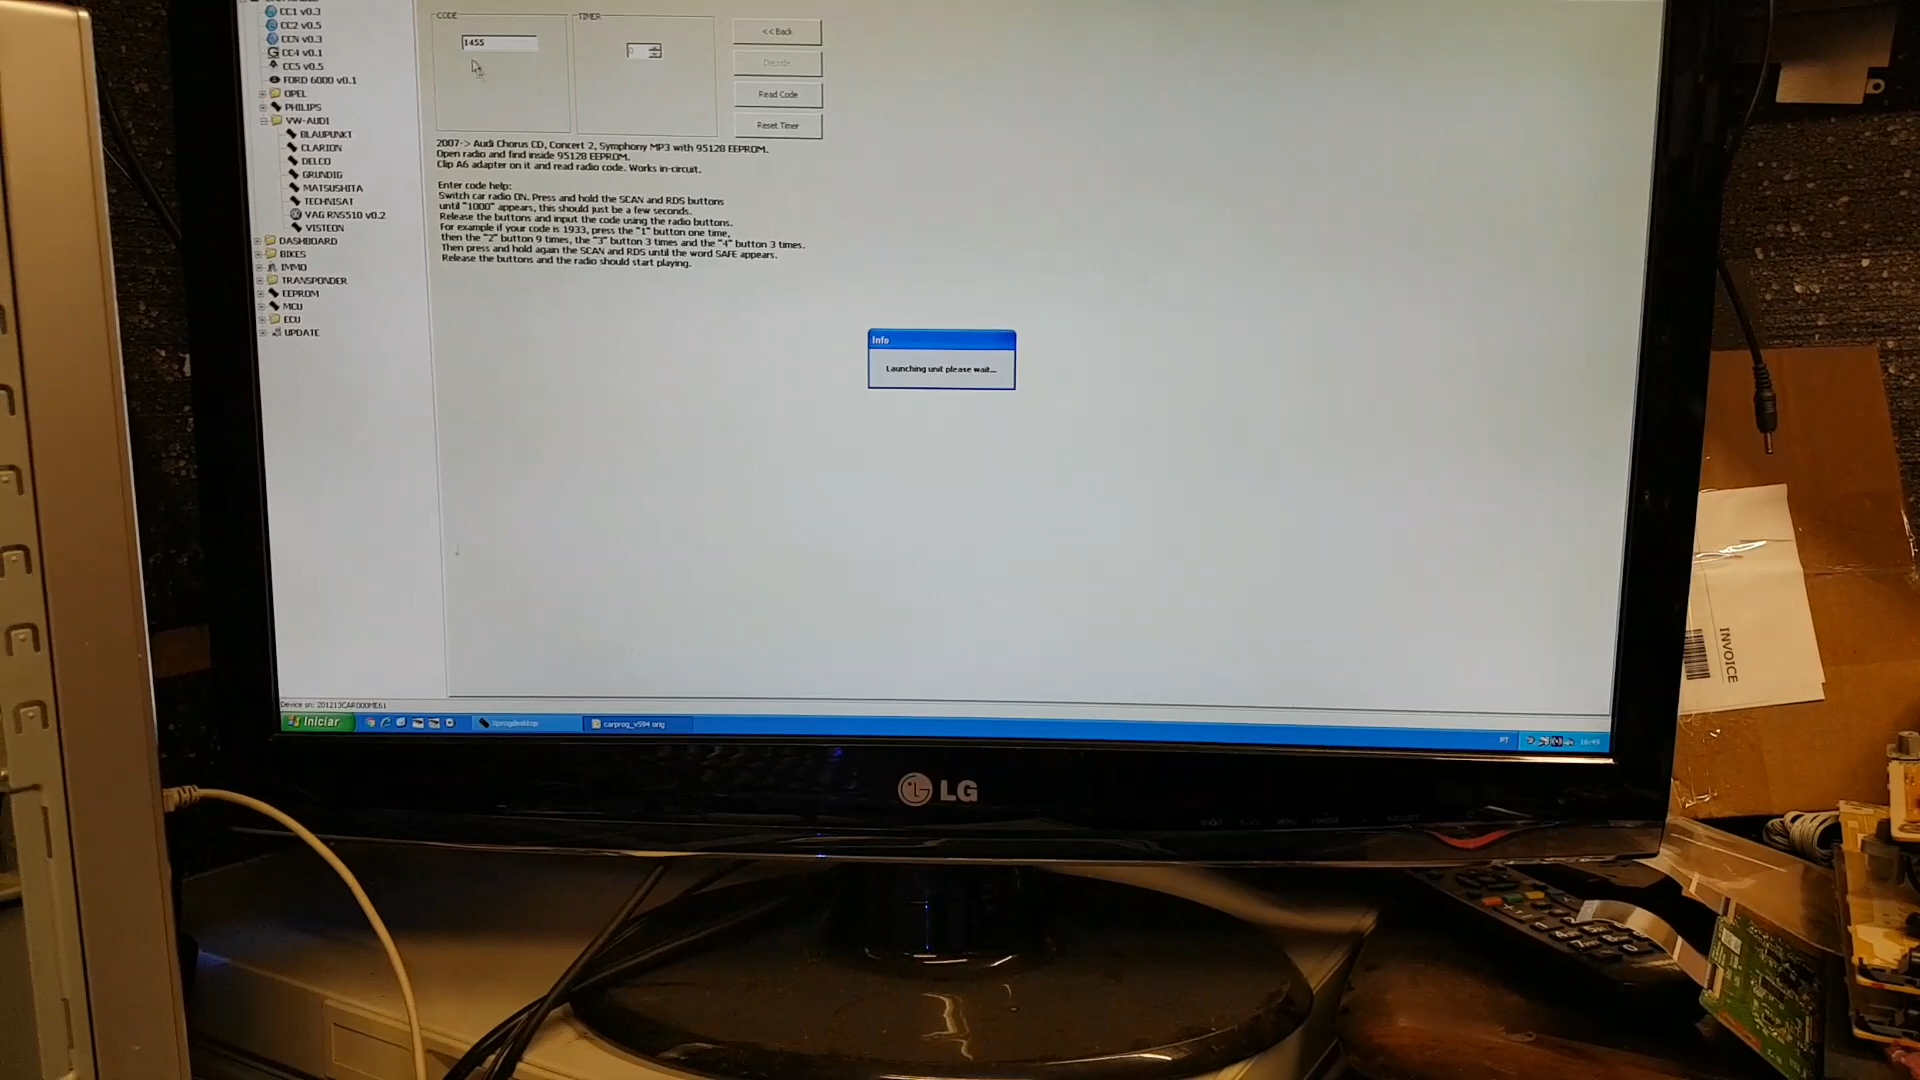 CC1 v0.3
CC2 v0.5
CCN v0.3
CC4 v0.1
CC5 v0.5
FORD 6000 v0.1
OPEL
PHILIPS
VW-AUDI
BLAUPUNKT
CLARION
DELCO
GRUNDIG
MATSUSHITA
TECHNISAT
VAG RNS510 v0.2
VISTEON
DASHBOARD
BIKES
IMMO
TRANSPONDER
EEPROM
MCU
ECU
UPDATE
CODE
1455
TIMER
0
<< Back
Decode
Read Code
Reset Timer
2007-> Audi Chorus CD, Concert 2, Symphony MP3 with 95128 EEPROM.
Open radio and find inside 95128 EEPROM.
Clip A6 adapter on it and read radio code. Works in-circuit.
Enter code help:
Switch car radio ON. Press and hold the SCAN and RDS buttons
until "1000" appears, this should just be a few seconds.
Release the buttons and input the code using the radio buttons.
For example if your code is 1933, press the "1" button one time,
then the "2" button 9 times, the "3" button 3 times and the "4" button 3 times.
Then press and hold again the SCAN and RDS until the word SAFE appears.
Release the buttons and the radio should start playing.
Info
Launching unit please wait...
Device sn: 201213CAR000ME61
Iniciar
Xprogdesktop
carprog_v594 orig
PT
16:49
LG
INVOICE